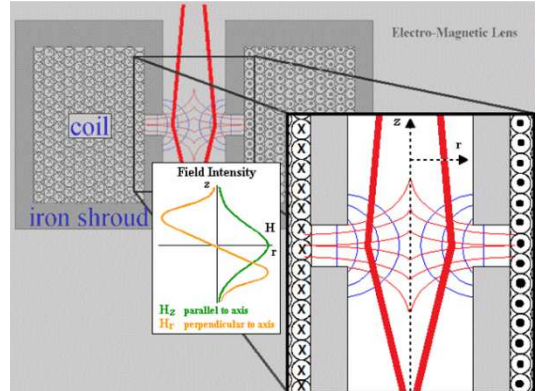 Electro-Magnetic Lens
coil
iron shroud
Field Intensity
z
H
r
Hz parallel to axis
Hr perpendicular to axis
z
r